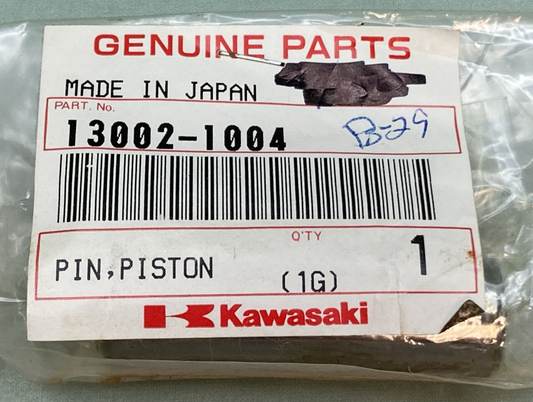 GENUINE PARTS
MADE IN JAPAN
PART. No.
13002-1004
B-29
Q'TY
PIN,PISTON (1G) 1
Kawasaki